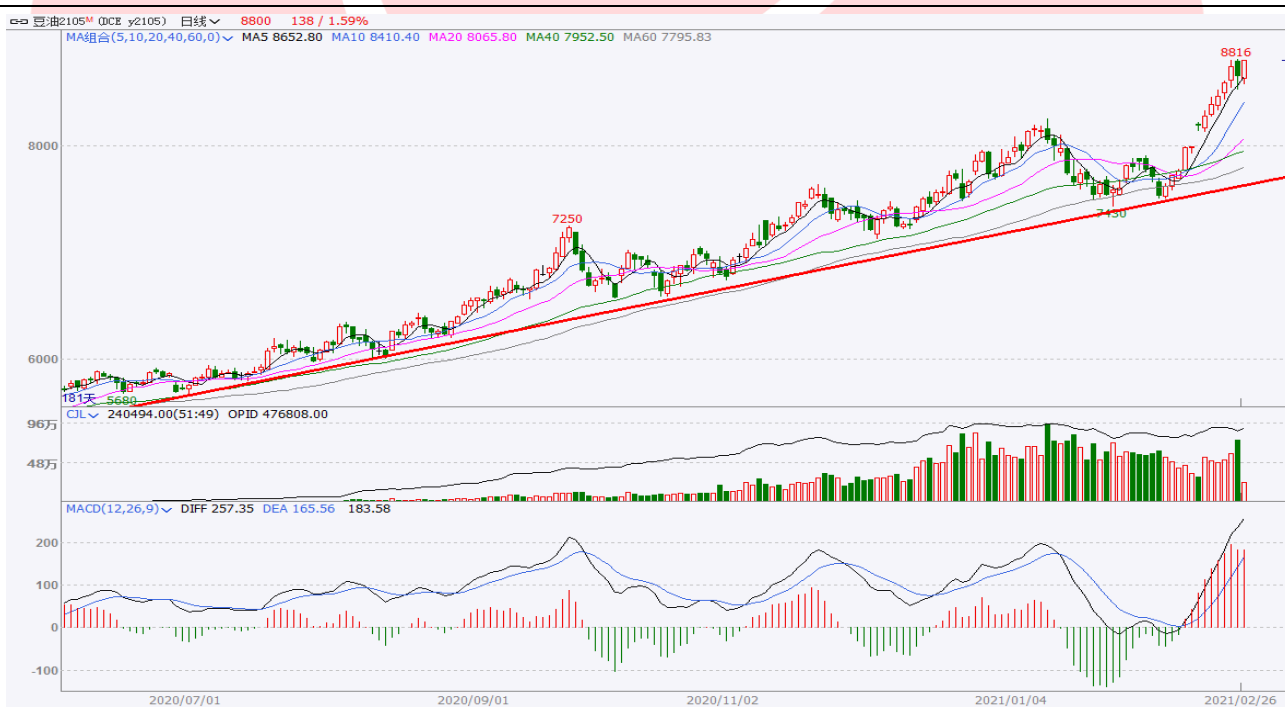 豆油2105ᴹ (DCE y2105) 日线 8800 138 / 1.59%
MA组合(5,10,20,40,60,0) MA5 8652.80 MA10 8410.40 MA20 8065.80 MA40 7952.50 MA60 7795.83
8816
8000
7250
7430
6000
181天 5680
CJL 240494.00(51:49) OPID 476808.00
96万
48万
MACD(12,26,9) DIFF 257.35 DEA 165.56 183.58
200
100
0
-100
2020/07/01 2020/09/01 2020/11/02 2021/01/04 2021/02/26